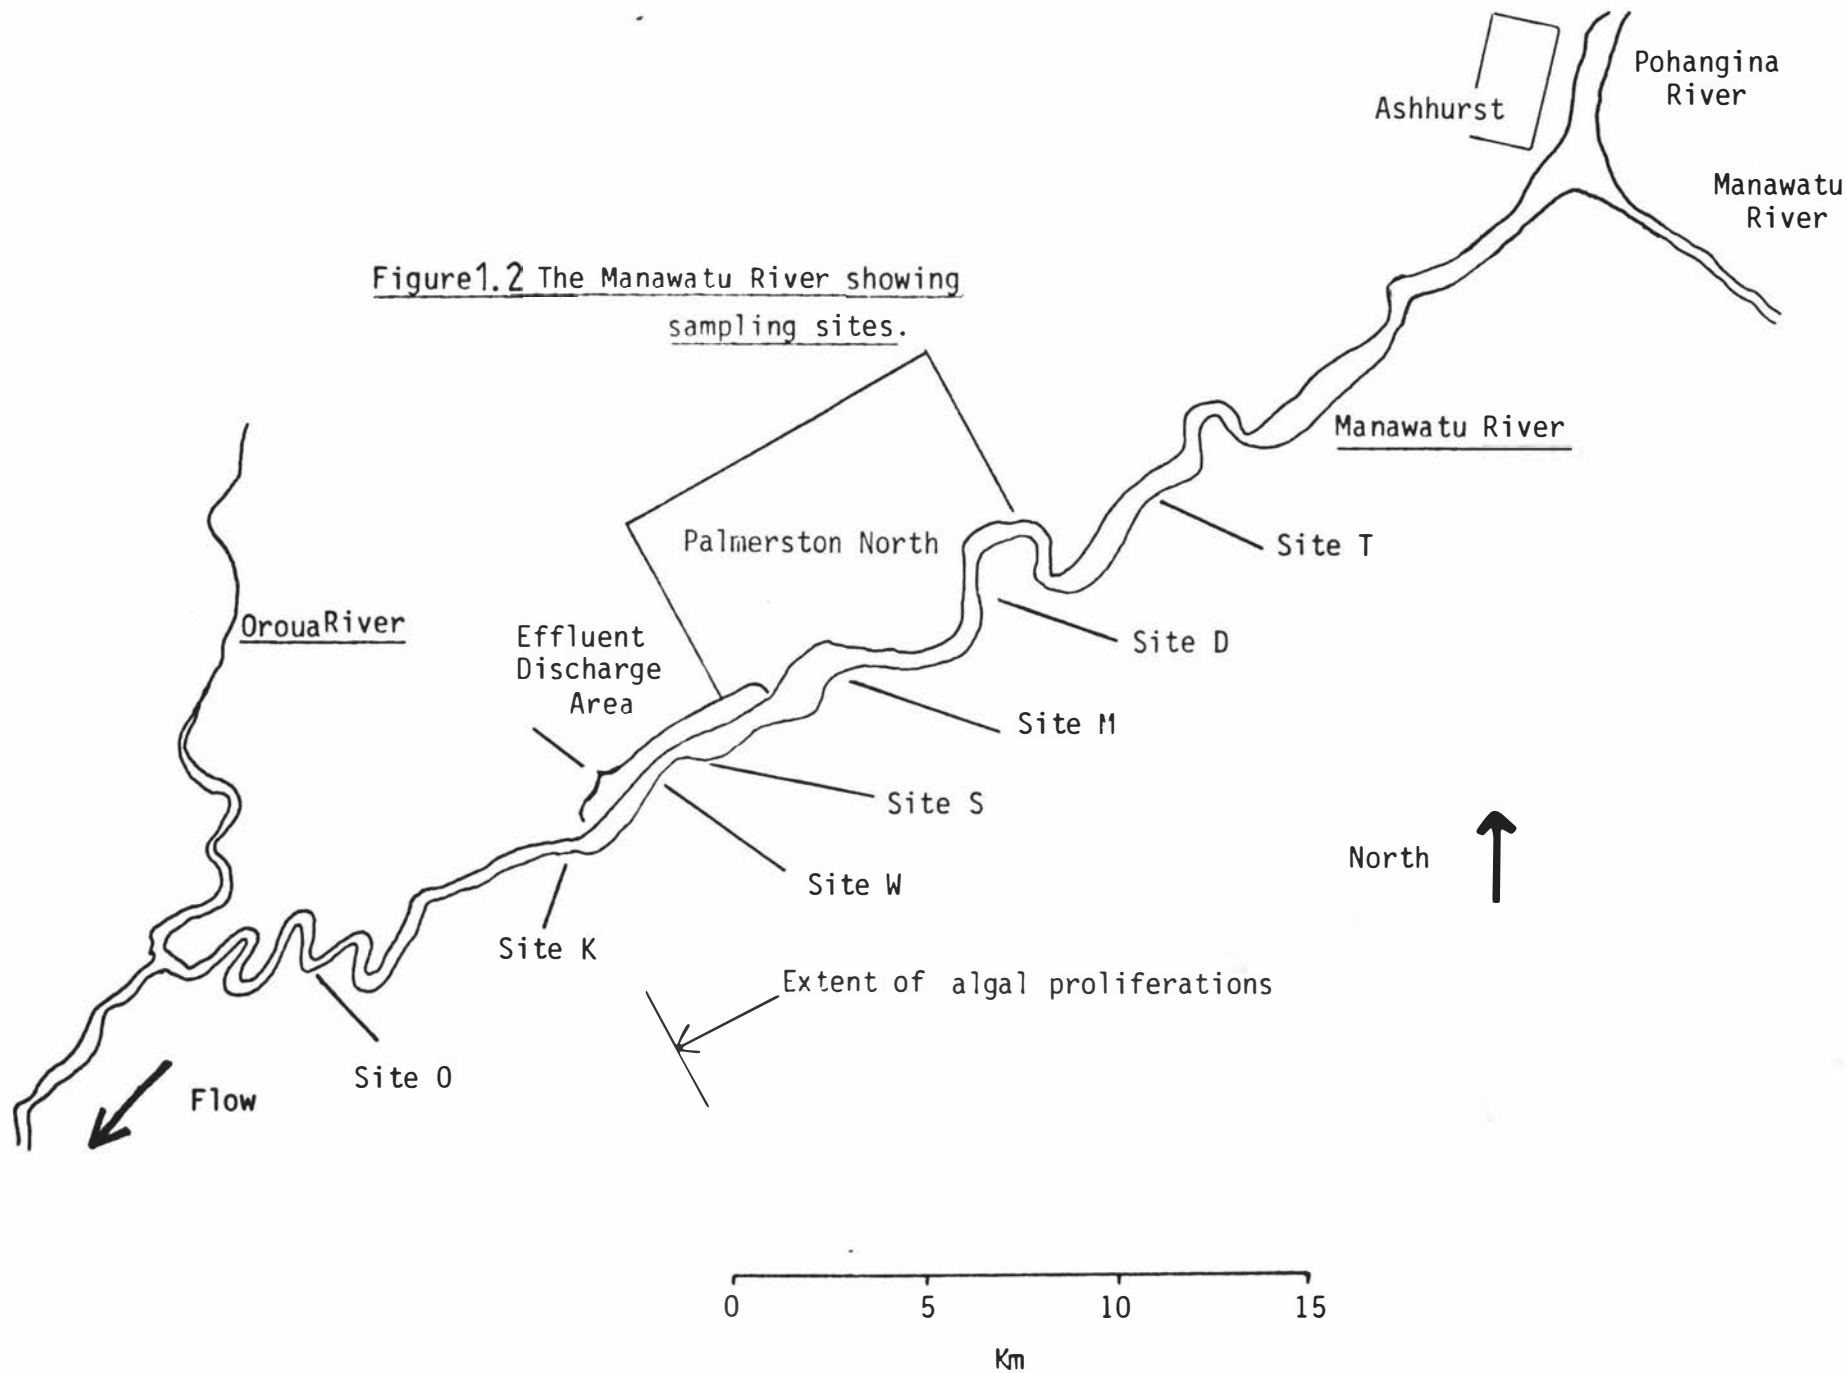 Pohangina
River
Ashhurst
Manawatu
River
Figure1.2 The Manawatu River showing
sampling sites.
Manawatu River
Palmerston North
Site T
OrouaRiver
Effluent
Discharge
Area
Site D
Site M
Site S
North
Site W
Site K
Extent of algal proliferations
Site O
Flow
0 5 10 15
Km